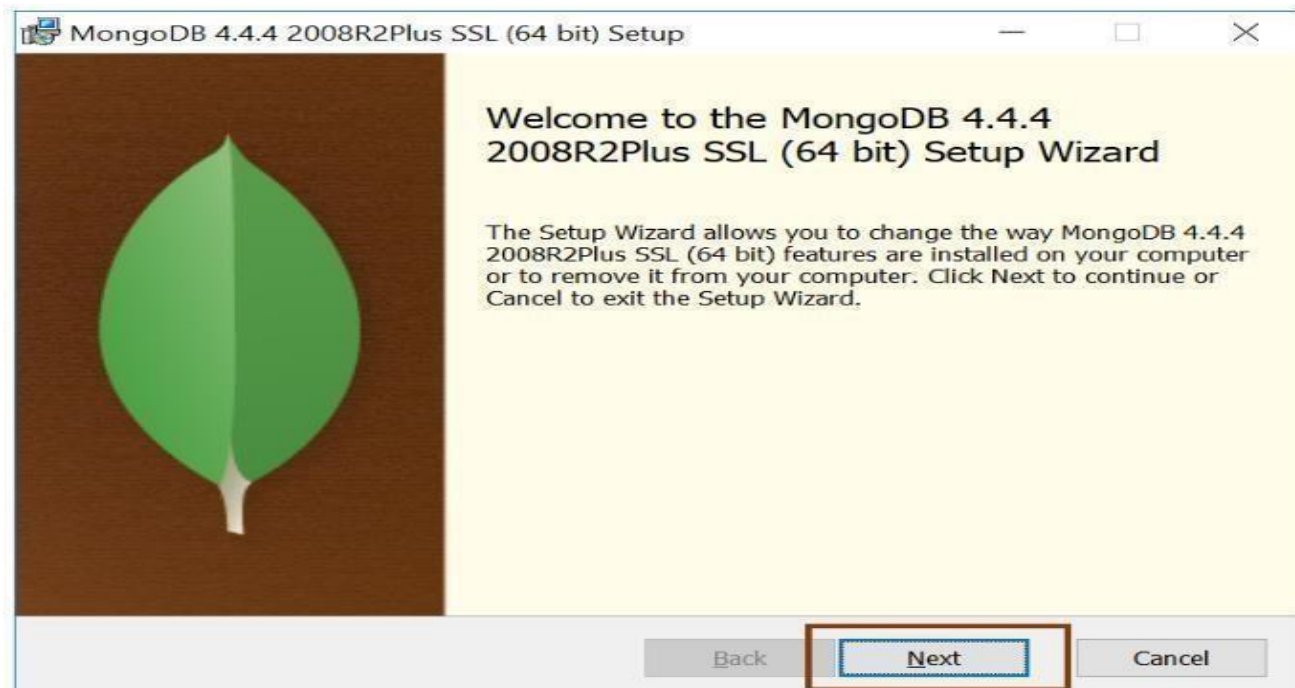 MongoDB 4.4.4 2008R2Plus SSL (64 bit) Setup
Welcome to the MongoDB 4.4.4
2008R2Plus SSL (64 bit) Setup Wizard
The Setup Wizard allows you to change the way MongoDB 4.4.4
2008R2Plus SSL (64 bit) features are installed on your computer
or to remove it from your computer. Click Next to continue or
Cancel to exit the Setup Wizard.
Back Next Cancel